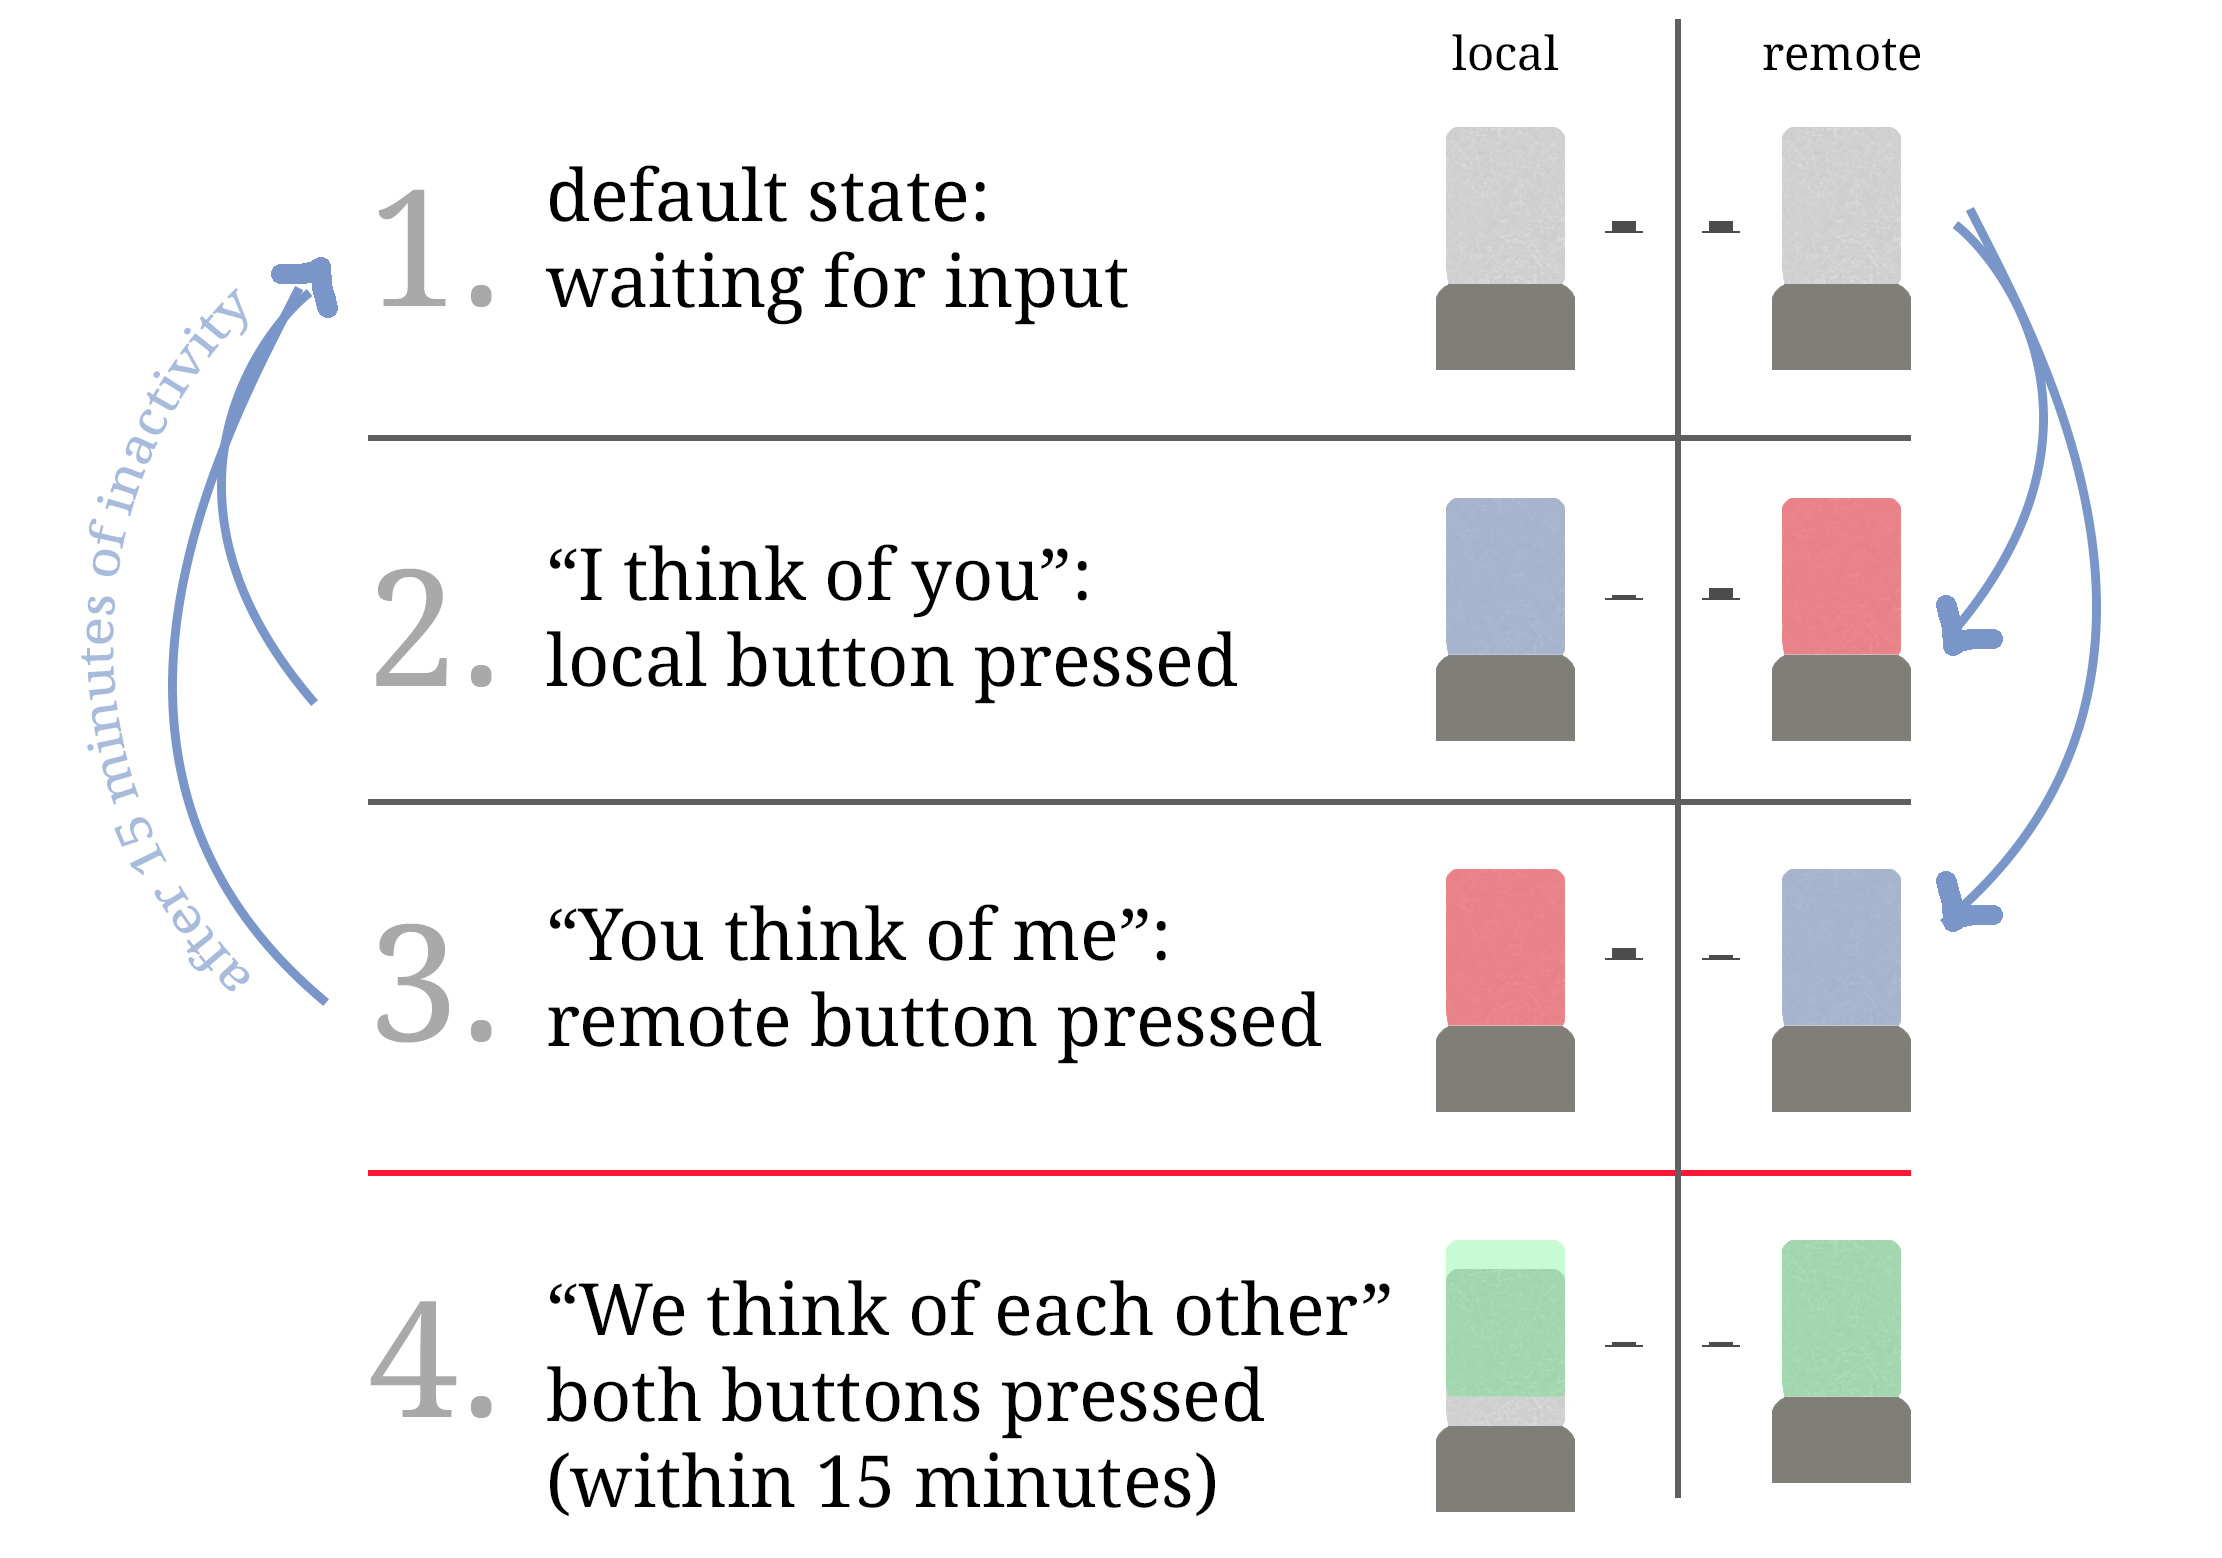 local
remote
1.
default state:
waiting for input
2.
“I think of you”:
local button pressed
3.
“You think of me”:
remote button pressed
4.
“We think of each other”
both buttons pressed
(within 15 minutes)
after 15 minutes of inactivity